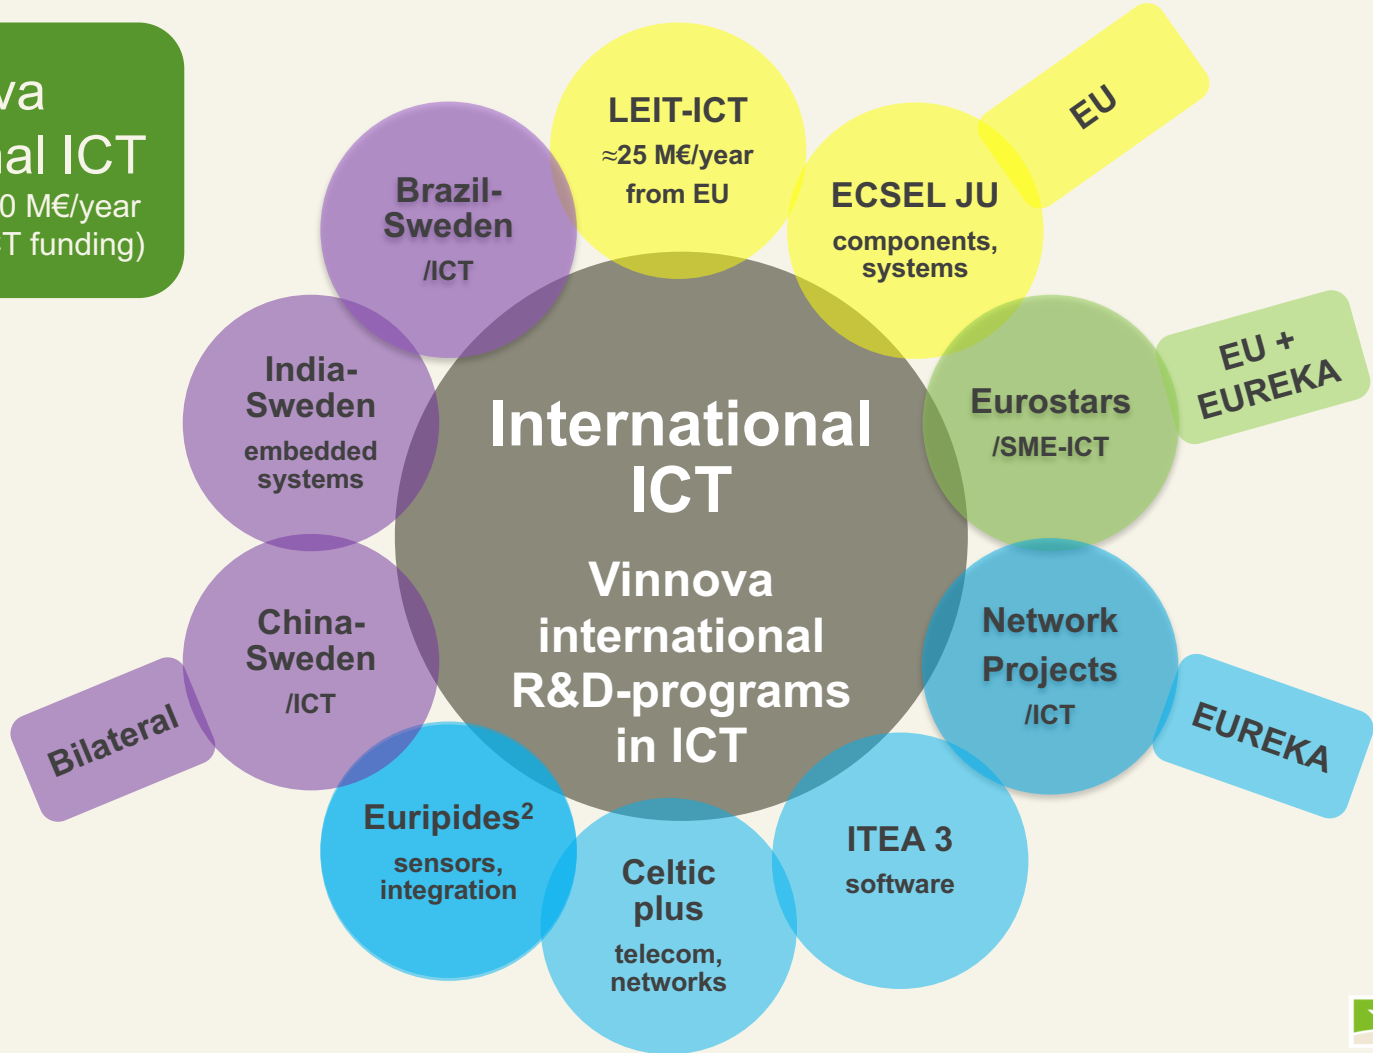 ICT
0 M€/year
funding)
LEIT-ICT
≈25 M€/year
from EU
ECSEL JU
components,
systems
EU
Eurostars
/SME-ICT
EU +
EUREKA
Network
Projects
/ICT
EUREKA
ITEA 3
software
Celtic
plus
telecom,
networks
Euripides²
sensors,
integration
China-
Sweden
/ICT
Bilateral
India-
Sweden
embedded
systems
Brazil-
Sweden
/ICT
International
ICT
Vinnova
international
R&D-programs
in ICT